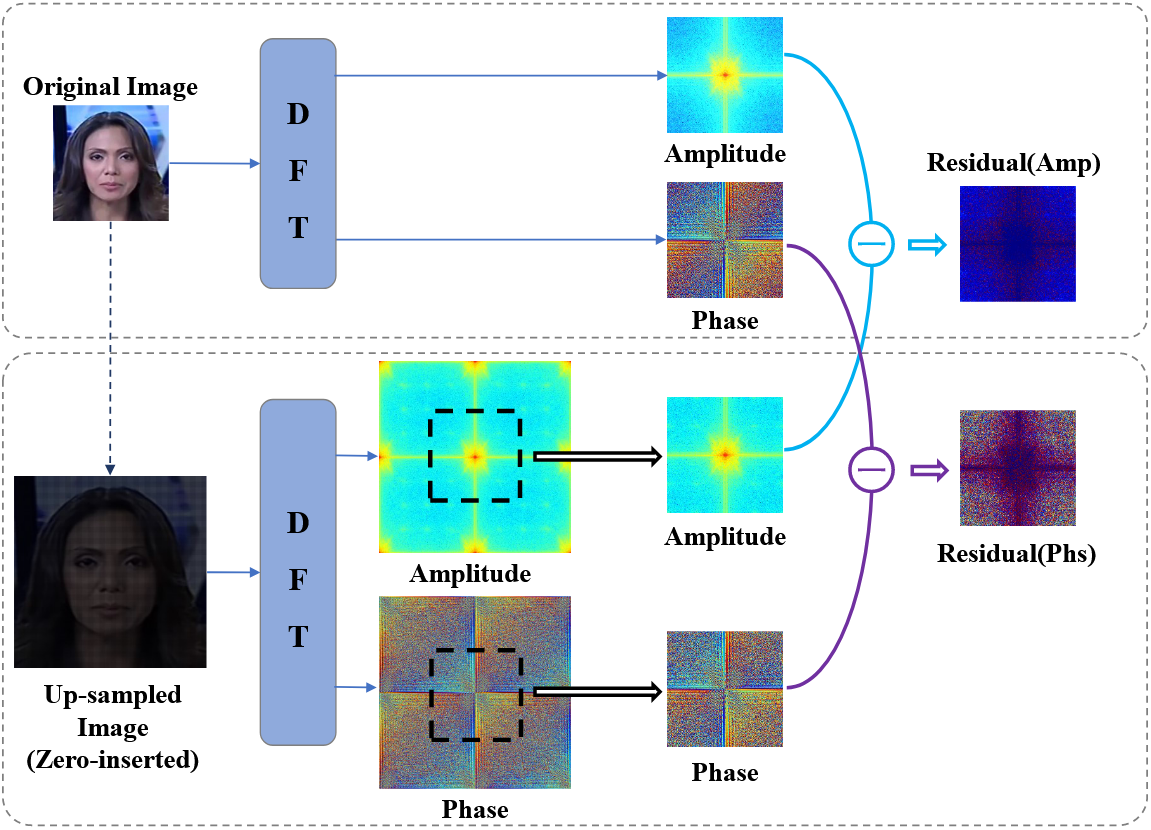 Original Image
D
F
T
Amplitude
Phase
Residual(Amp)
Up-sampled
Image
(Zero-inserted)
D
F
T
Amplitude
Phase
Amplitude
Phase
Residual(Phs)